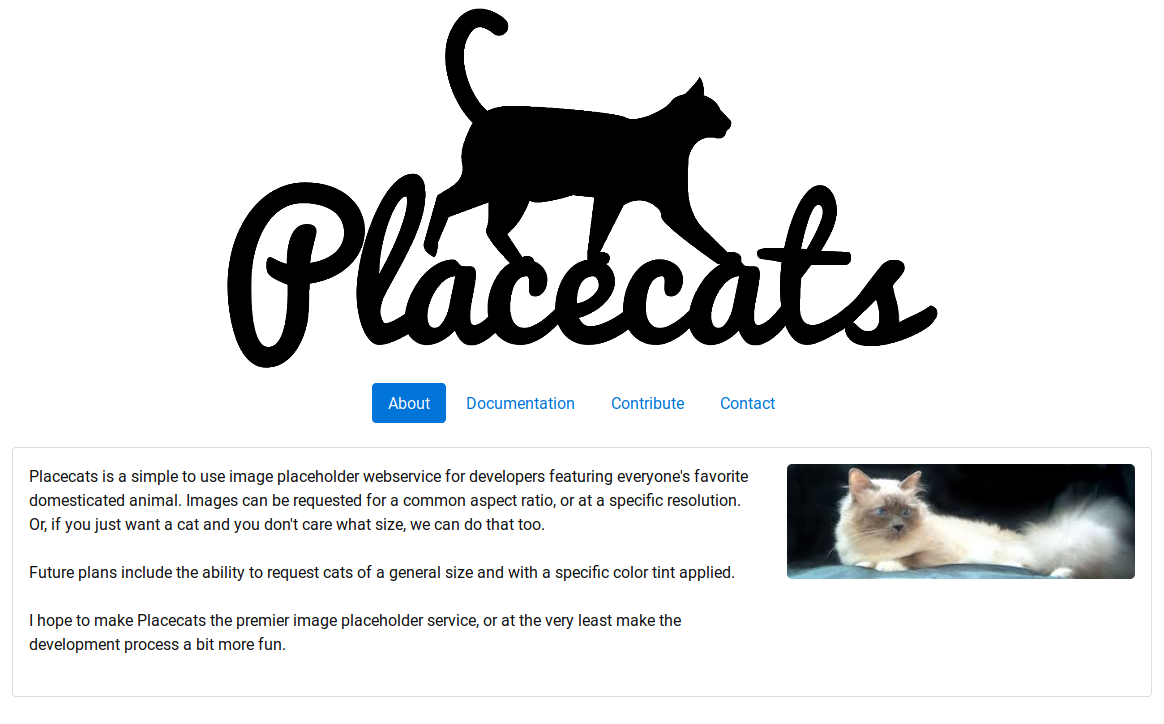 Placecats
About Documentation Contribute Contact
Placecats is a simple to use image placeholder webservice for developers featuring everyone's favorite
domesticated animal. Images can be requested for a common aspect ratio, or at a specific resolution.
Or, if you just want a cat and you don't care what size, we can do that too.
Future plans include the ability to request cats of a general size and with a specific color tint applied.
I hope to make Placecats the premier image placeholder service, or at the very least make the
development process a bit more fun.